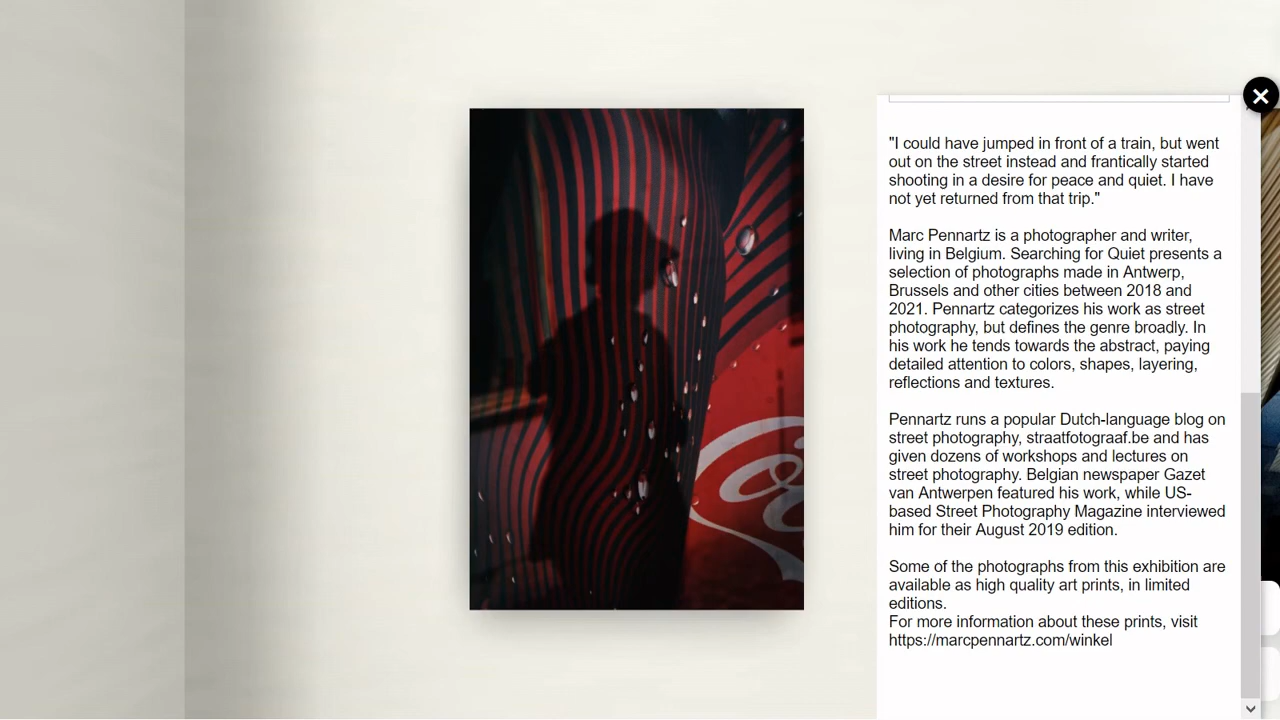 "I could have jumped in front of a train, but went
out on the street instead and frantically started
shooting in a desire for peace and quiet. I have
not yet returned from that trip."
Marc Pennartz is a photographer and writer,
living in Belgium. Searching for Quiet presents a
selection of photographs made in Antwerp,
Brussels and other cities between 2018 and
2021. Pennartz categorizes his work as street
photography, but defines the genre broadly. In
his work he tends towards the abstract, paying
detailed attention to colors, shapes, layering,
reflections and textures.
Pennartz runs a popular Dutch-language blog on
street photography, straatfotograaf.be and has
given dozens of workshops and lectures on
street photography. Belgian newspaper Gazet
van Antwerpen featured his work, while US-
based Street Photography Magazine interviewed
him for their August 2019 edition.
Some of the photographs from this exhibition are
available as high quality art prints, in limited
editions.
For more information about these prints, visit
https://marcpennartz.com/winkel